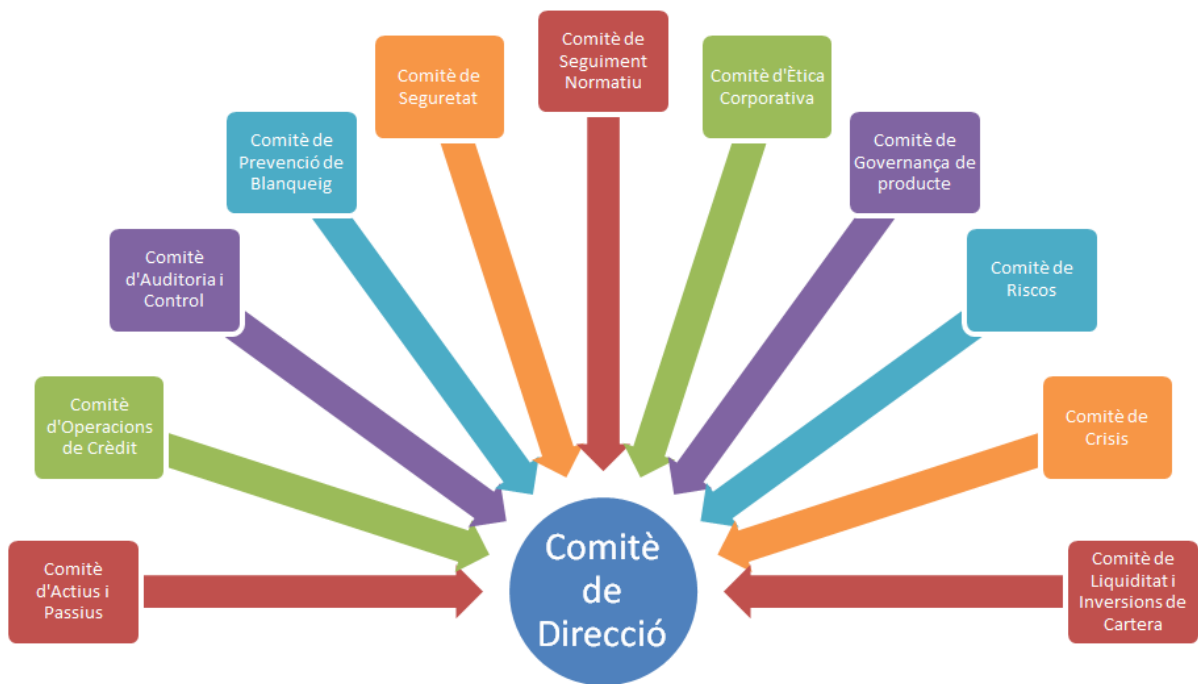 Comitè
d'Actius i
Passius
Comitè
d'Operacions
de Crèdit
Comitè
d'Auditoria i
Control
Comitè de
Prevenció de
Blanqueig
Comitè de
Seguretat
Comitè de
Seguiment
Normatiu
Comitè d'Ètica
Corporativa
Comitè de
Governança de
producte
Comitè de
Riscos
Comitè de
Crisis
Comitè de
Liquiditat i
Inversions de
Cartera
Comitè
de
Direcció